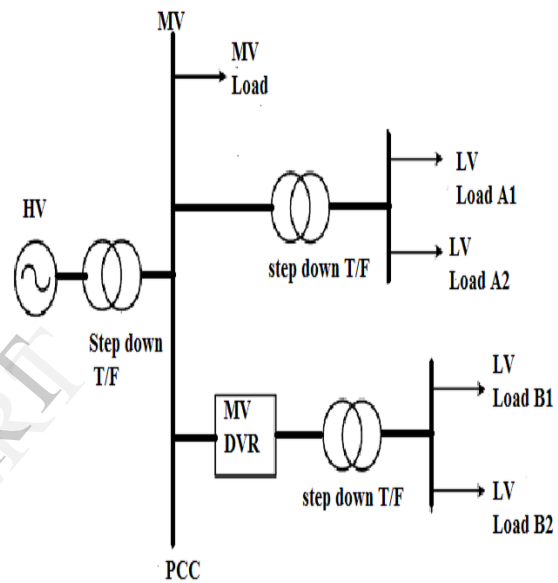 MV
MV
Load
LV
Load A1
HV
step down T/F
LV
Load A2
Step down
T/F
LV
Load B1
MV
DVR
step down T/F
LV
Load B2
PCC